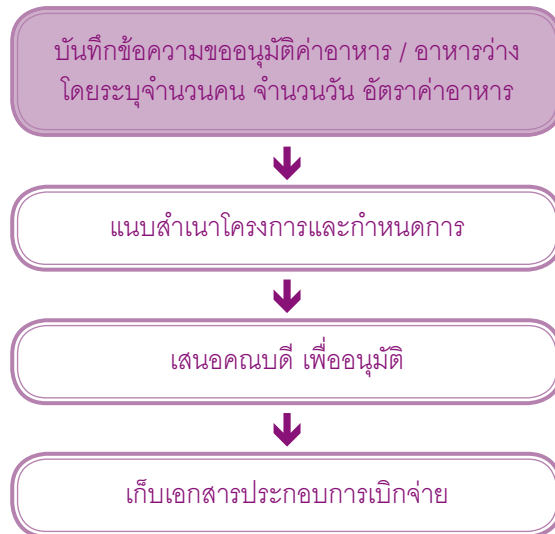 บันทึกข้อความขออนุมัติค่าอาหาร / อาหารว่าง
โดยระบุจำนวนคน จำนวนวัน อัตราค่าอาหาร
แนบสำเนาโครงการและกำหนดการ
เสนอคณบดี เพื่ออนุมัติ
เก็บเอกสารประกอบการเบิกจ่าย